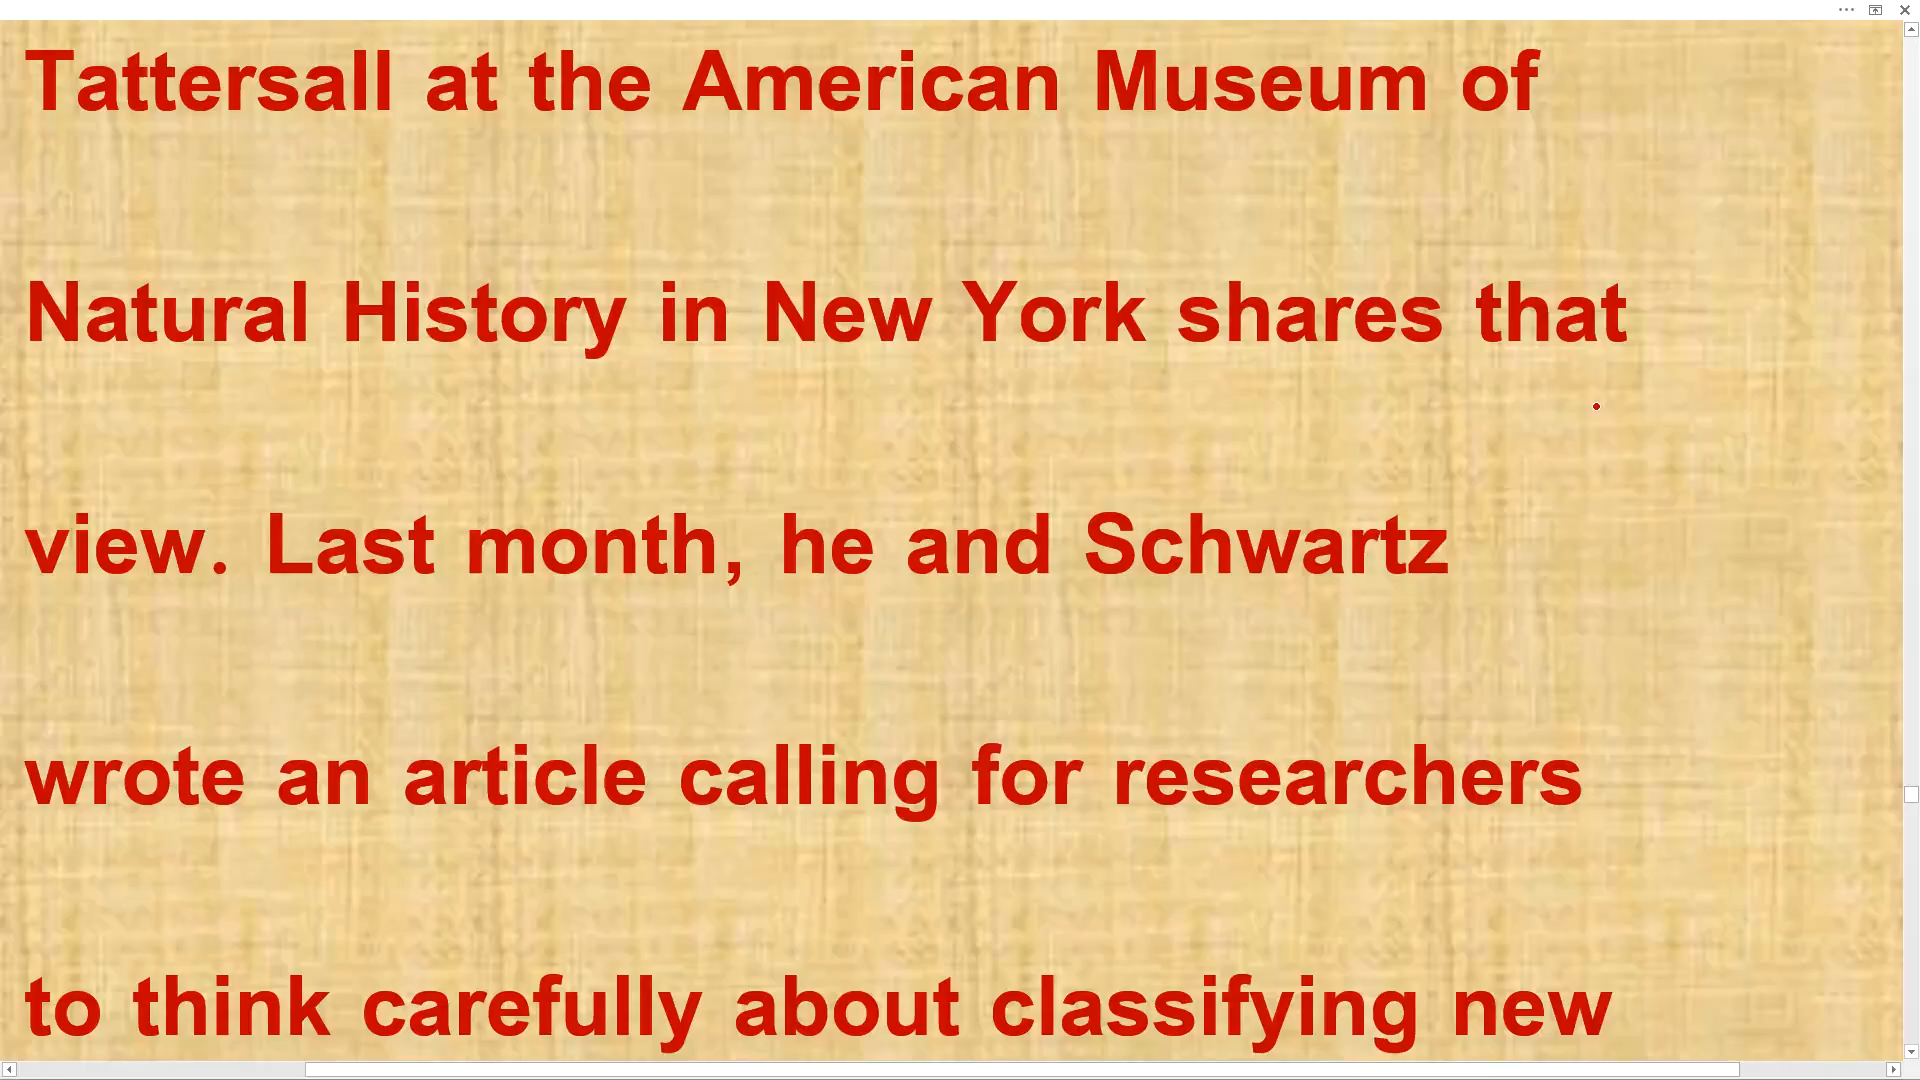 Tattersall at the American Museum of
Natural History in New York shares that
view. Last month, he and Schwartz
wrote an article calling for researchers
to think carefully about classifying new